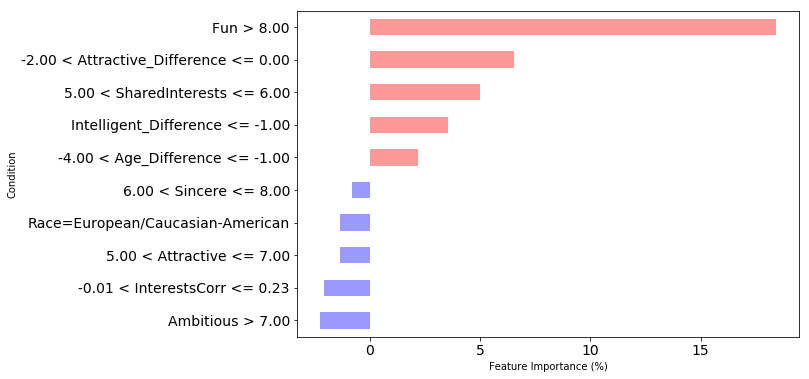 Fun > 8.00
-2.00 < Attractive_Difference <= 0.00
5.00 < SharedInterests <= 6.00
Intelligent_Difference <= -1.00
-4.00 < Age_Difference <= -1.00
6.00 < Sincere <= 8.00
Race=European/Caucasian-American
5.00 < Attractive <= 7.00
-0.01 < InterestsCorr <= 0.23
Ambitious > 7.00
Condition
0 5 10 15
Feature Importance (%)